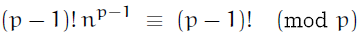 (p − 1)! n^{p−1} ≡ (p − 1)! (mod p)